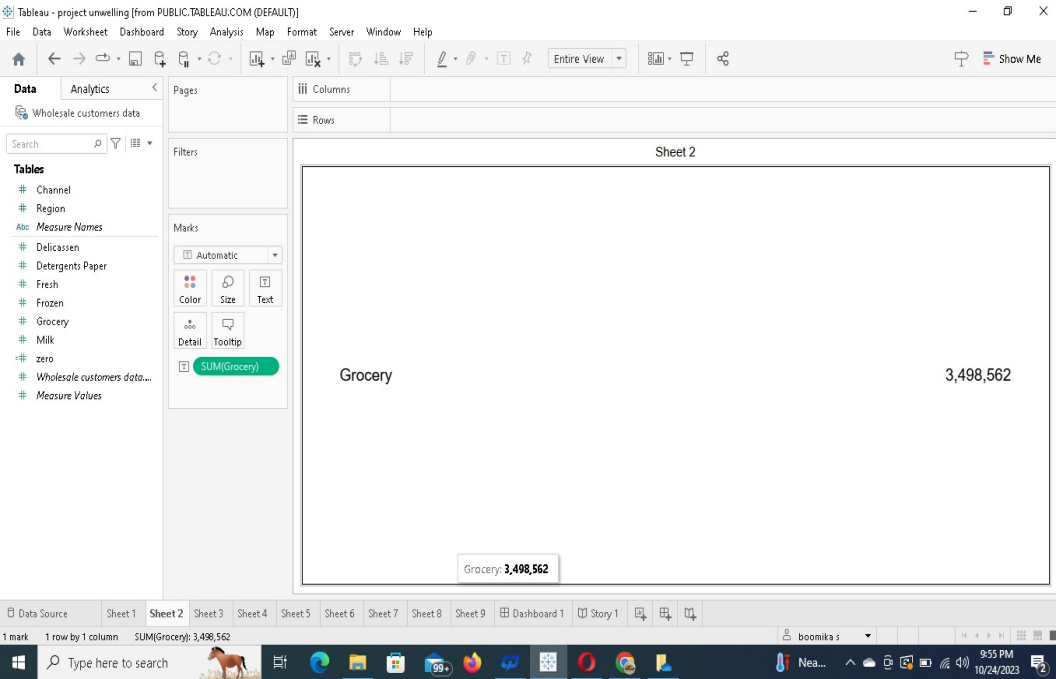 Tableau - project unwelling [from PUBLIC.TABLEAU.COM (DEFAULT)]
File Data Worksheet Dashboard Story Analysis Map Format Server Window Help
Entire View
Show Me
Data Analytics
Wholesale customers data
Search
Tables
Channel
Region
Abc Measure Names
Delicassen
Detergents Paper
Fresh
Frozen
Grocery
Milk
zero
Wholesale customers data....
Measure Values
Pages
Filters
Marks
Automatic
Color Size Text
Detail Tooltip
SUM(Grocery)
Columns
Rows
Sheet 2
Grocery 3,498,562
Grocery: 3,498,562
Data Source Sheet 1 Sheet 2 Sheet 3 Sheet 4 Sheet 5 Sheet 6 Sheet 7 Sheet 8 Sheet 9 Dashboard 1 Story 1
1 mark 1 row by 1 column SUM(Grocery): 3,498,562
boomika s
Type here to search
99+
Nea...
9:55 PM
10/24/2023
2